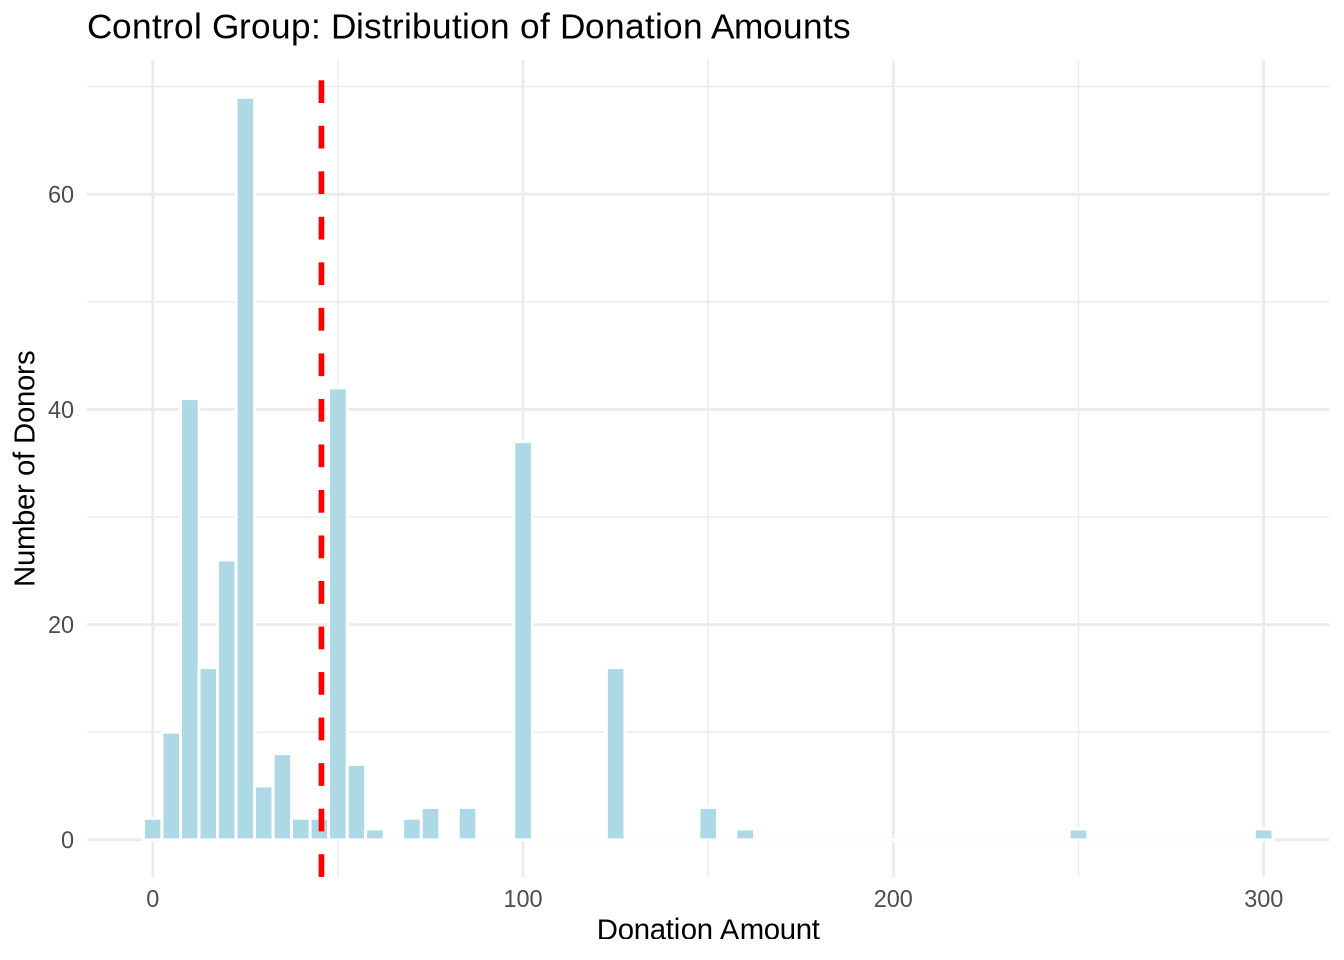 Control Group: Distribution of Donation Amounts
Number of Donors
60
40
20
0
0 100 200 300
Donation Amount